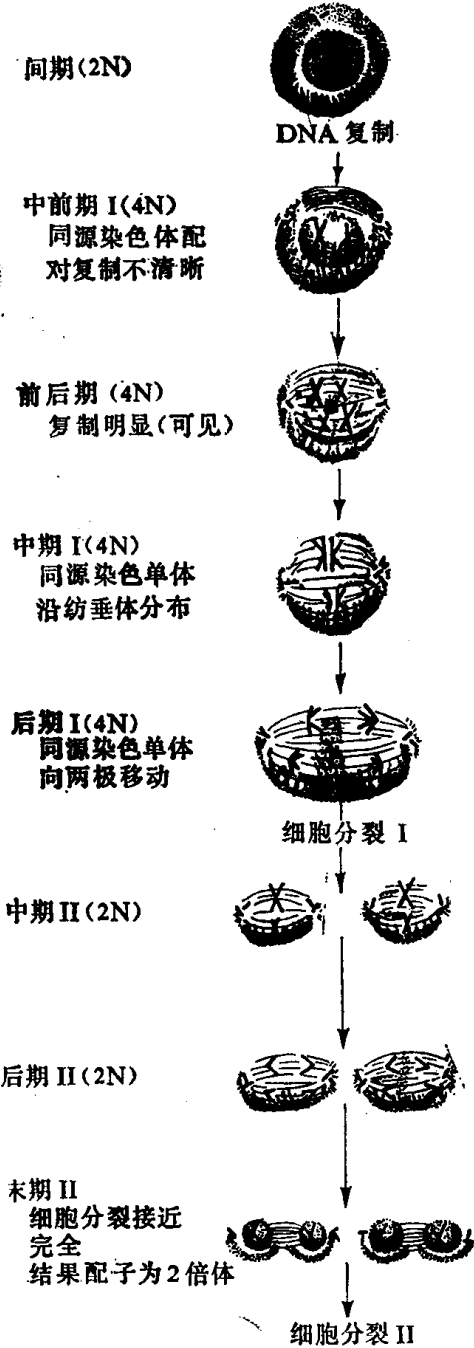 间期(2N)
DNA 复制
中前期 I(4N)
同源染色体配
对复制不清晰
前后期 (4N)
复制明显(可见)
中期 I(4N)
同源染色单体
沿纺垂体分布
后期 I(4N)
同源染色单体
向两极移动
细胞分裂 I
中期 II(2N)
后期 II(2N)
末期 II
细胞分裂接近
完全
结果配子为2倍体
细胞分裂 II